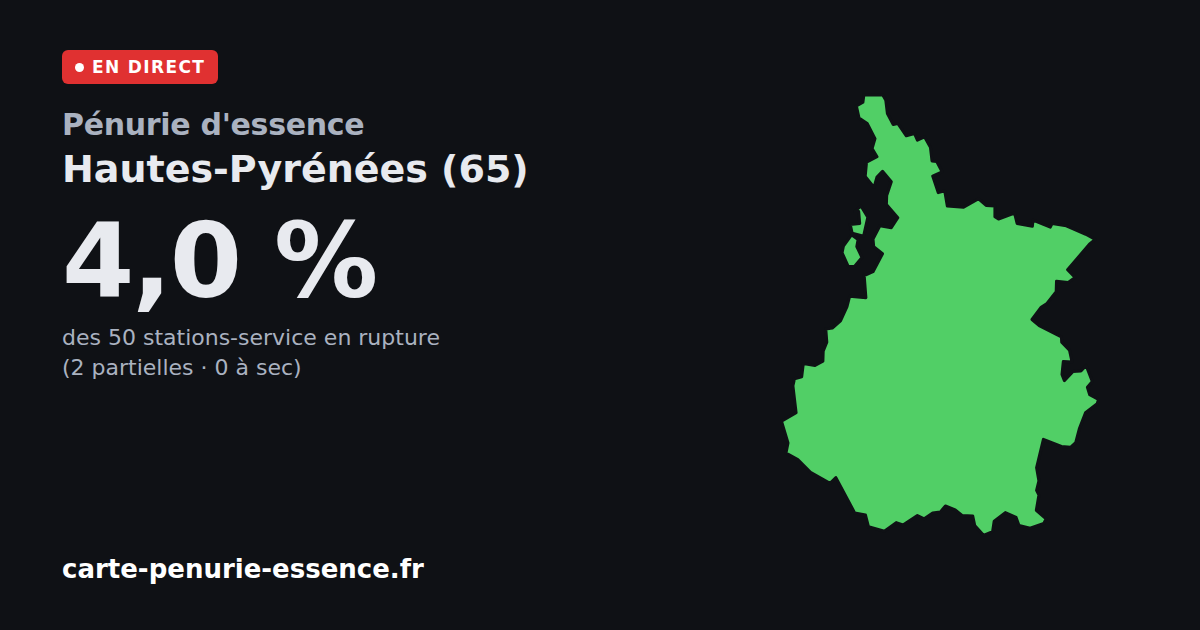 EN DIRECT
Pénurie d'essence
Hautes-Pyrénées (65)
4,0 %
des 50 stations-service en rupture
(2 partielles · 0 à sec)
carte-penurie-essence.fr